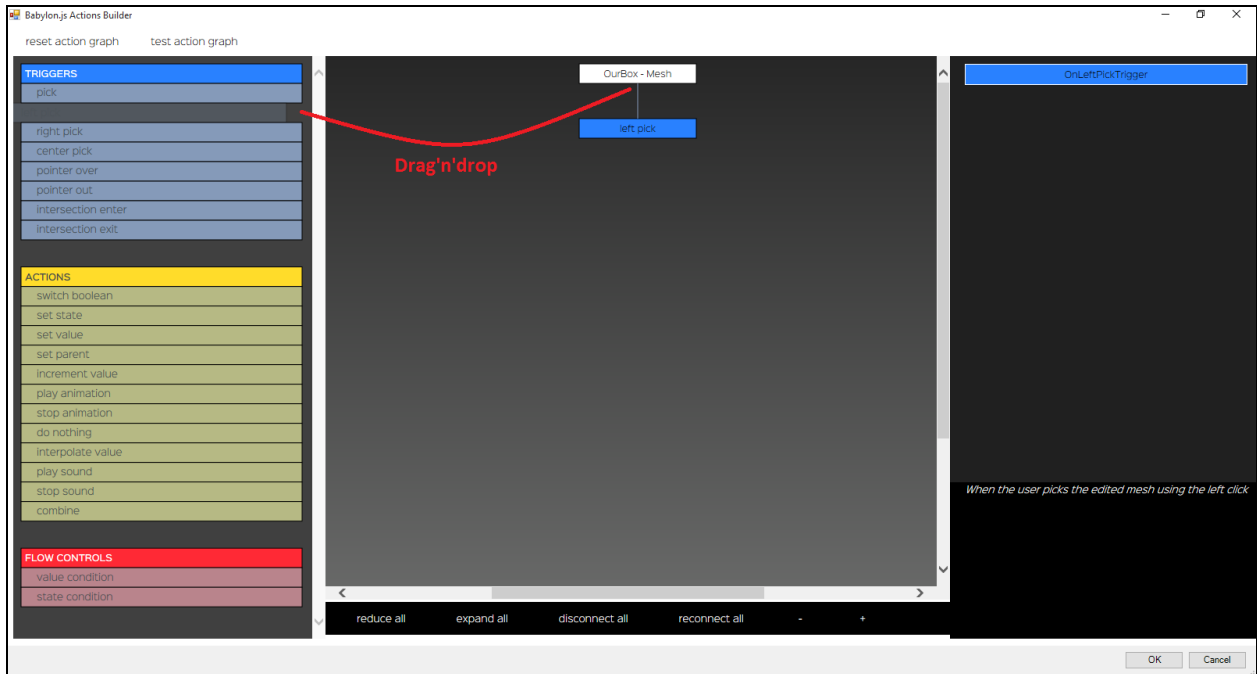 Babylon.js Actions Builder
reset action graph test action graph
TRIGGERS
pick
right pick
center pick
pointer over
pointer out
intersection enter
intersection exit
ACTIONS
switch boolean
set state
set value
set parent
increment value
play animation
stop animation
do nothing
interpolate value
play sound
stop sound
combine
FLOW CONTROLS
value condition
state condition
OurBox - Mesh
left pick
Drag'n'drop
reduce all expand all disconnect all reconnect all - +
OnLeftPickTrigger
When the user picks the edited mesh using the left click
OK Cancel